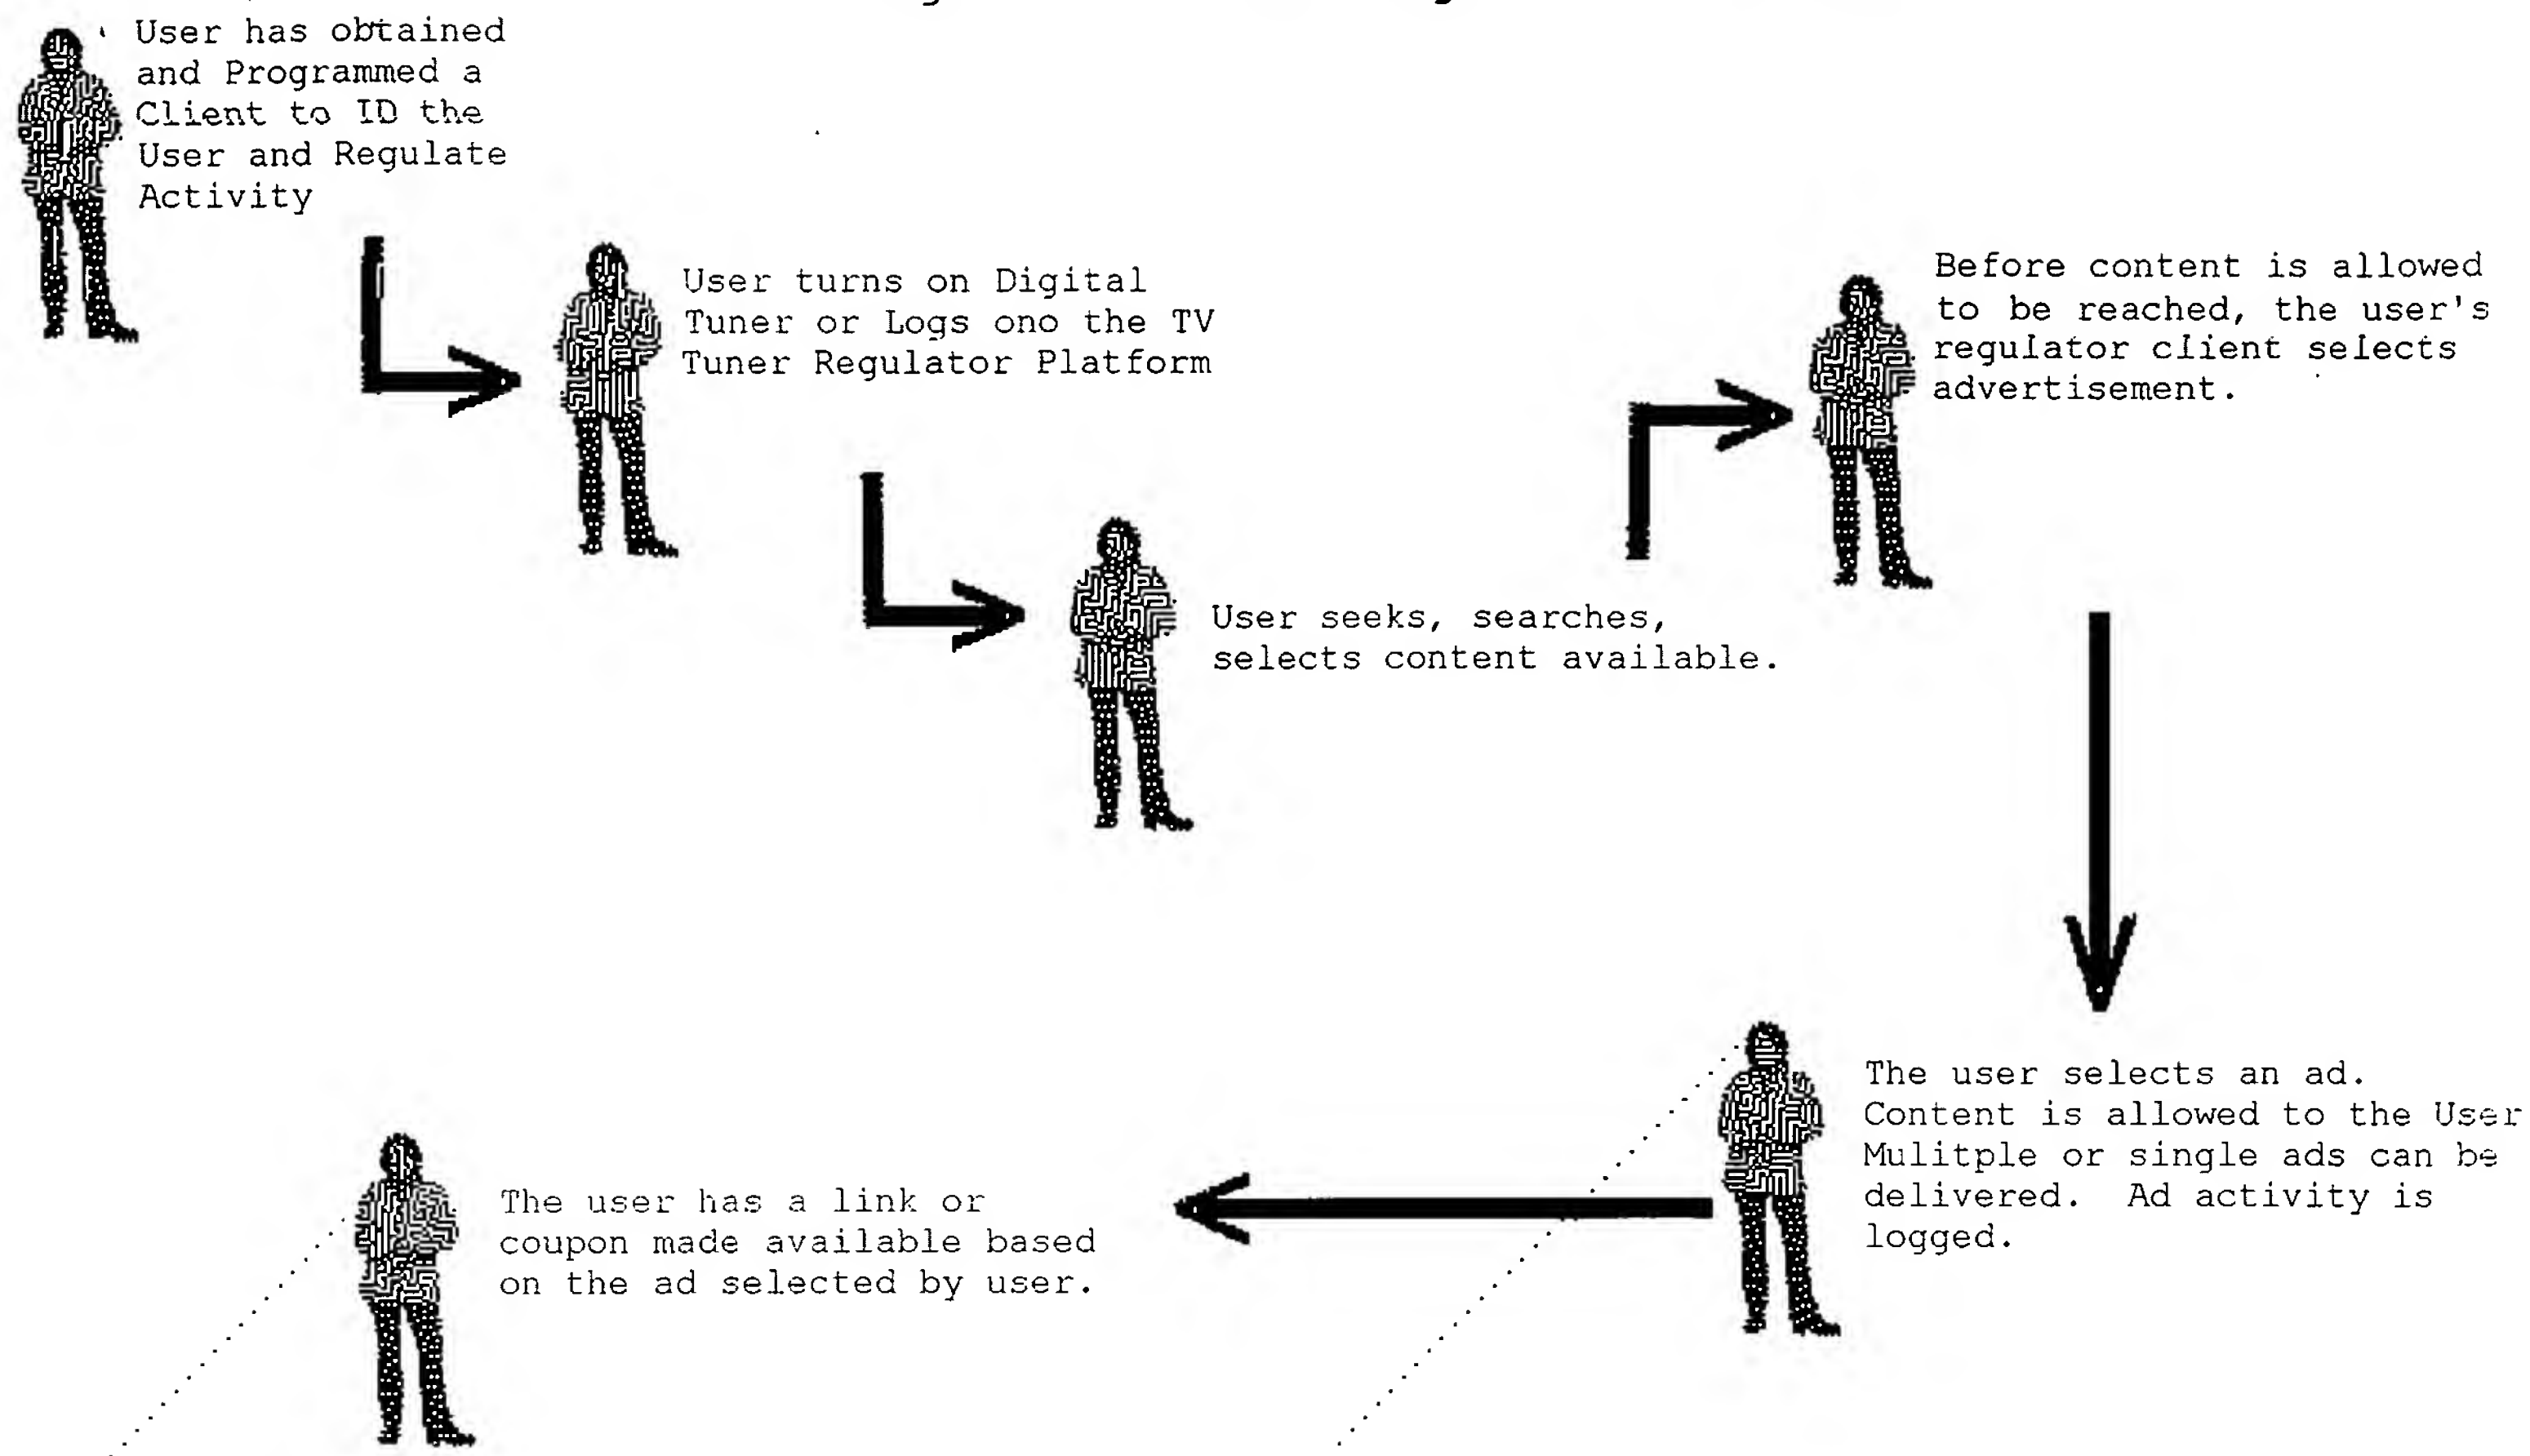 User has obtained
and Programmed a
Client to ID the
User and Regulate
Activity
User turns on Digital
Tuner or Logs ono the TV
Tuner Regulator Platform
User seeks, searches,
selects content available.
Before content is allowed
to be reached, the user's
regulator client selects
advertisement.
The user selects an ad.
Content is allowed to the User
Mulitple or single ads can be
delivered.  Ad activity is
logged.
The user has a link or
coupon made available based
on the ad selected by user.